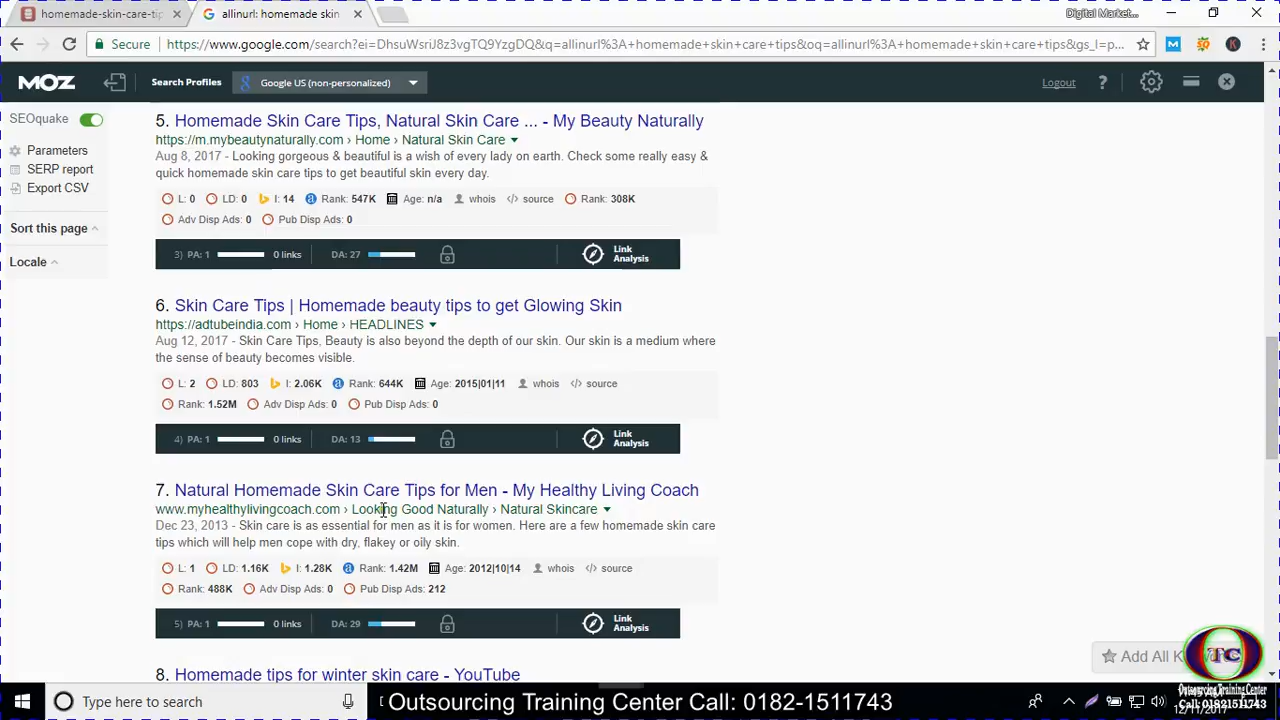 homemade-skin-care-tip
allinurl: homemade skin
Digital Market...
Secure
https://www.google.com/search?ei=DhsuWsriJ8z3vgTQ9YzgDQ&q=allinurl%3A+homemade+skin+care+tips&oq=allinurl%3A+homemade+skin+care+tips&gs_l=p...
MOZ
Search Profiles
Google US (non-personalized)
Logout
?
SEOquake
Parameters
SERP report
Export CSV
Sort this page
Locale
5. Homemade Skin Care Tips, Natural Skin Care ... - My Beauty Naturally
https://m.mybeautynaturally.com › Home › Natural Skin Care
Aug 8, 2017 - Looking gorgeous & beautiful is a wish of every lady on earth. Check some really easy &
quick homemade skin care tips to get beautiful skin every day.
L: 0 LD: 0 I: 14 Rank: 547K Age: n/a whois </> source Rank: 308K
Adv Disp Ads: 0 Pub Disp Ads: 0
3) PA: 1 0 links DA: 27 Link Analysis
6. Skin Care Tips | Homemade beauty tips to get Glowing Skin
https://adtubeindia.com › Home › HEADLINES
Aug 12, 2017 - Skin Care Tips, Beauty is also beyond the depth of our skin. Our skin is a medium where
the sense of beauty becomes visible.
L: 2 LD: 803 I: 2.06K Rank: 644K Age: 2015|01|11 whois </> source
Rank: 1.52M Adv Disp Ads: 0 Pub Disp Ads: 0
4) PA: 1 0 links DA: 13 Link Analysis
7. Natural Homemade Skin Care Tips for Men - My Healthy Living Coach
www.myhealthylivingcoach.com › Looking Good Naturally › Natural Skincare
Dec 23, 2013 - Skin care is as essential for men as it is for women. Here are a few homemade skin care
tips which will help men cope with dry, flakey or oily skin.
L: 1 LD: 1.16K I: 1.28K Rank: 1.42M Age: 2012|10|14 whois </> source
Rank: 488K Adv Disp Ads: 0 Pub Disp Ads: 212
5) PA: 1 0 links DA: 29 Link Analysis
8. Homemade tips for winter skin care - YouTube
Add All
OTC
Outsourcing Training Center
Call: 01821511743
Type here to search
Outsourcing Training Center Call: 0182-1511743